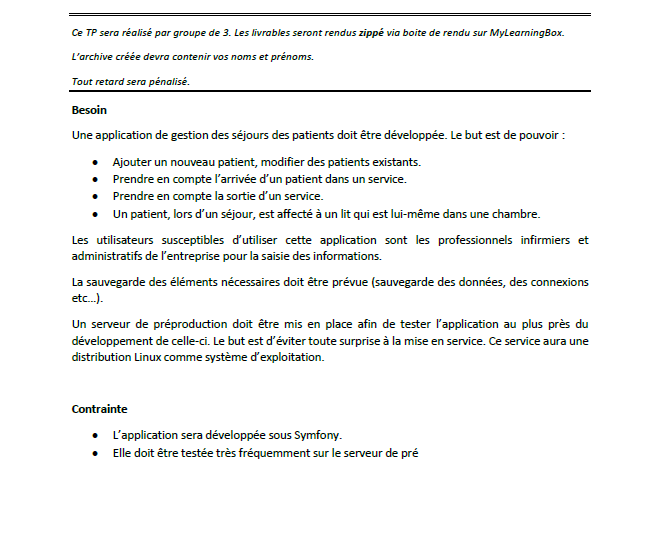 Ce TP sera réalisé par groupe de 3. Les livrables seront rendus zippé via boite de rendu sur MyLearningBox.
L'archive créée devra contenir vos noms et prénoms.
Tout retard sera pénalisé.
Besoin
Une application de gestion des séjours des patients doit être développée. Le but est de pouvoir :
• Ajouter un nouveau patient, modifier des patients existants.
• Prendre en compte l'arrivée d'un patient dans un service.
• Prendre en compte la sortie d'un service.
• Un patient, lors d'un séjour, est affecté à un lit qui est lui-même dans une chambre.
Les utilisateurs susceptibles d'utiliser cette application sont les professionnels infirmiers et
administratifs de l'entreprise pour la saisie des informations.
La sauvegarde des éléments nécessaires doit être prévue (sauvegarde des données, des connexions
etc...).
Un serveur de préproduction doit être mis en place afin de tester l'application au plus près du
développement de celle-ci. Le but est d'éviter toute surprise à la mise en service. Ce service aura une
distribution Linux comme système d'exploitation.
Contrainte
• L'application sera développée sous Symfony.
• Elle doit être testée très fréquemment sur le serveur de pré